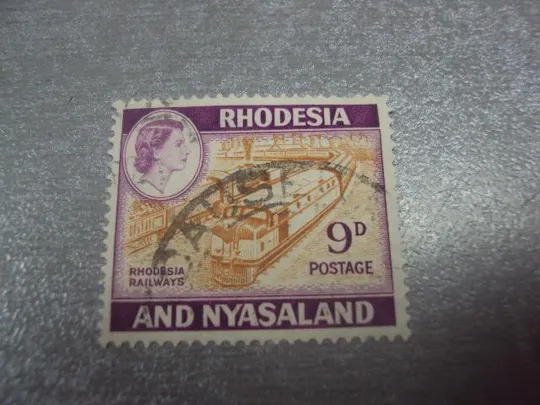 RHODESIA
9D
POSTAGE
RHODESIA
RAILWAYS
AND NYASALAND